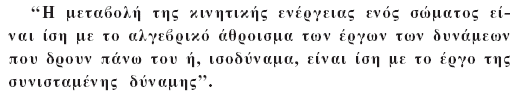 “Η μεταβολή της κινητικής ενέργειας ενός σώματος εί-
ναι ίση με το αλγεβρικό άθροισμα των έργων των δυνάμεων
που δρουν πάνω του ή, ισοδύναμα, είναι ίση με το έργο της
συνισταμένης δύναμης”.